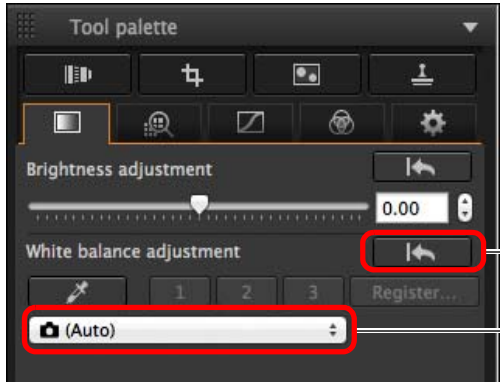 Tool palette
Brightness adjustment
0.00
White balance adjustment
1 2 3 Register...
(Auto)